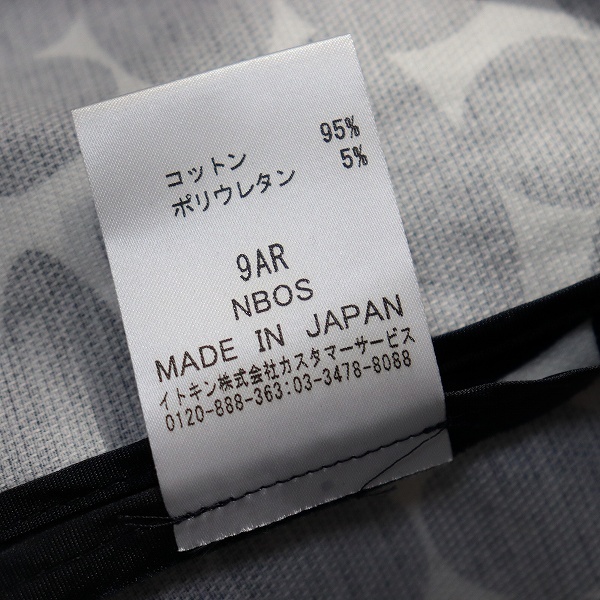 コットン 95%
ポリウレタン 5%
9AR
NBOS
MADE IN JAPAN
イトキン株式会社カスタマーサービス
0120-888-363:03-3478-8088